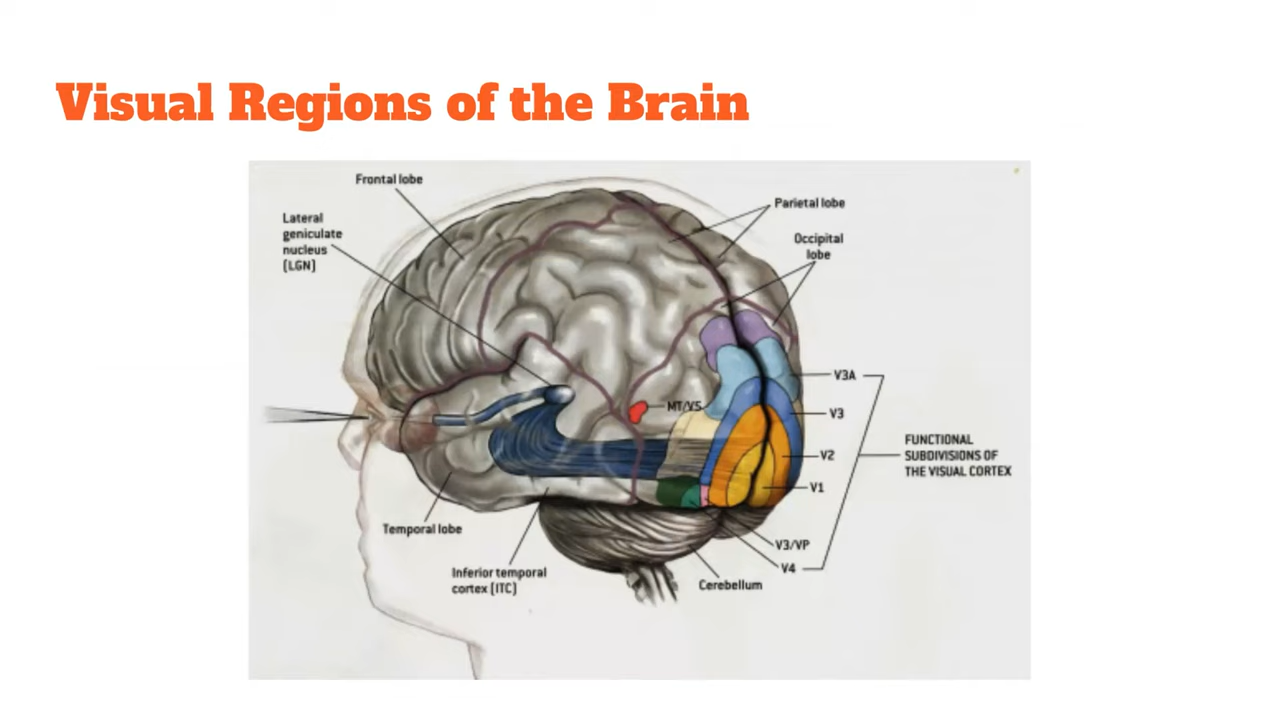 Visual Regions of the Brain
Frontal lobe
Lateral
geniculate
nucleus
(LGN)
Parietal lobe
Occipital
lobe
MT/V5
V3A
V3
V2
V1
FUNCTIONAL
SUBDIVISIONS OF
THE VISUAL CORTEX
Temporal lobe
Inferior temporal
cortex (ITC)
V3/VP
V4
Cerebellum